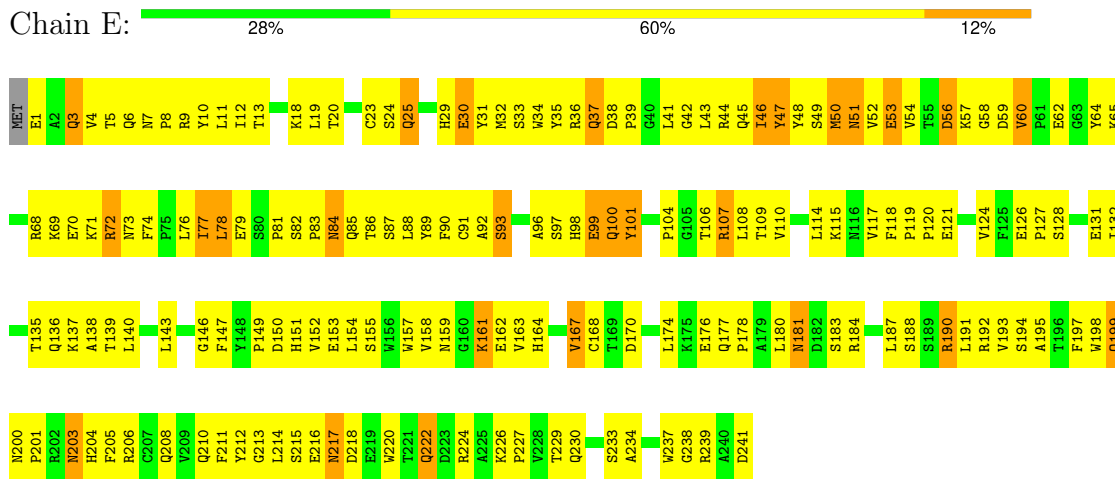 Chain E:
28% 60% 12%
MET E1 A2 Q3 V4 T5 Q6 N7 P8 R9 Y10 L11 I12 T13 K18 L19 T20 C23 S24 Q25 H29 E30 Y31 M32 S33 W34 Y35 R36 Q37 D38 P39 G40 L41 G42 L43 R44 Q45 I46 Y47 Y48 S49 M50 N51 V52 E53 V54 T55 D56 K57 G58 D59 V60 P61 E62 G63 Y64 K65
R68 K69 E70 K71 R72 N73 F74 P75 L76 I77 L78 E79 S80 P81 S82 P83 N84 Q85 T86 S87 L88 Y89 F90 C91 A92 S93 A96 S97 H98 E99 Q100 Y101 P104 G105 T106 R107 L108 T109 V110 L114 K115 N116 V117 F118 P119 P120 E121 V124 F125 E126 P127 S128 E131 I132
T135 Q136 K137 A138 T139 L140 L143 G146 F147 Y148 P149 D150 H151 V152 E153 L154 S155 W156 W157 V158 N159 G160 K161 E162 V163 H164 V167 C168 T169 D170 L174 K175 E176 Q177 P178 A179 L180 N181 D182 S183 R184 L187 S188 S189 R190 L191 R192 V193 S194 A195 T196 F197 W198 Q199
N200 P201 R202 N203 H204 F205 R206 C207 Q208 V209 Q210 F211 Y212 G213 L214 S215 E216 N217 D218 E219 W220 T221 Q222 D223 R224 A225 K226 P227 V228 T229 Q230 S233 A234 W237 G238 R239 A240 D241